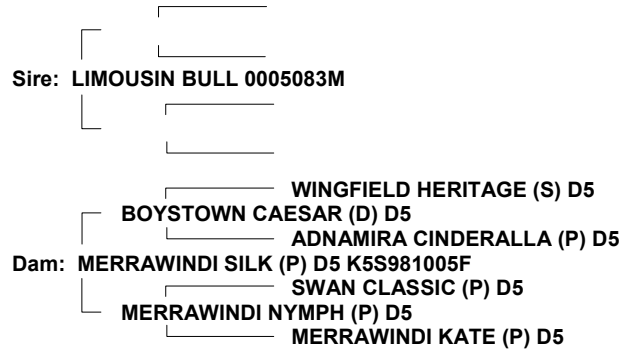 Sire: LIMOUSIN BULL 0005083M
WINGFIELD HERITAGE (S) D5
BOYSTOWN CAESAR (D) D5
ADNAMIRA CINDERALLA (P) D5
Dam: MERRAWINDI SILK (P) D5 K5S981005F
SWAN CLASSIC (P) D5
MERRAWINDI NYMPH (P) D5
MERRAWINDI KATE (P) D5